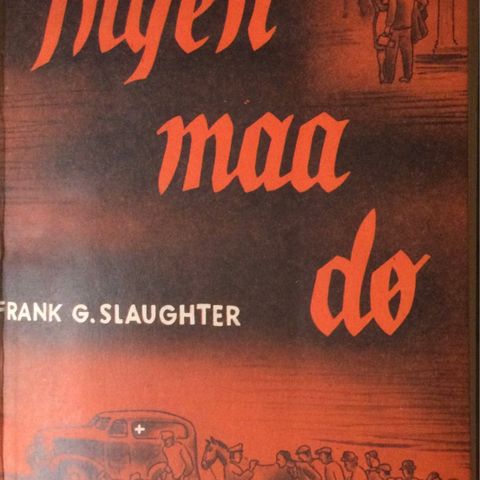 Ingen
maa
dø
FRANK G. SLAUGHTER